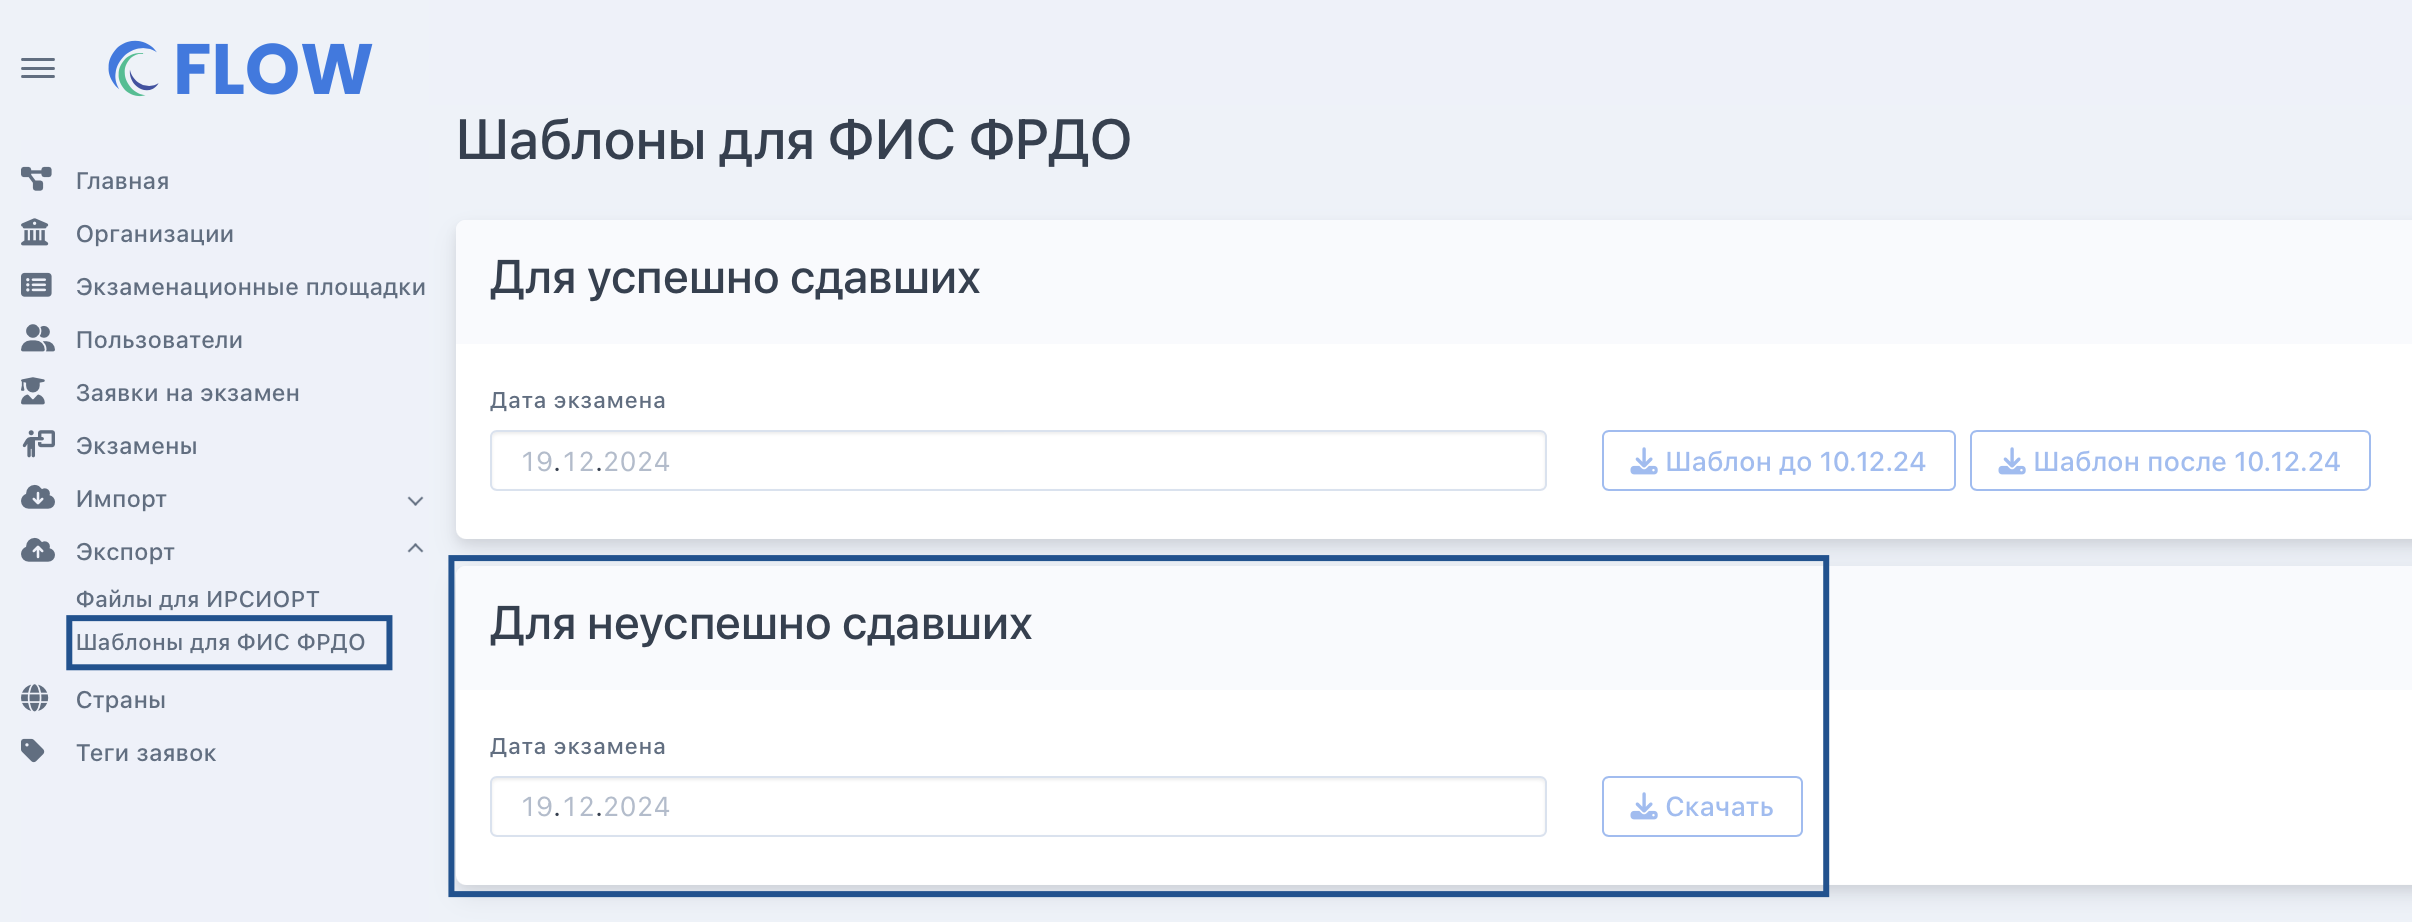 FLOW
Главная
Организации
Экзаменационные площадки
Пользователи
Заявки на экзамен
Экзамены
Импорт
Экспорт
Файлы для ИРСИОРТ
Шаблоны для ФИС ФРДО
Страны
Теги заявок
Шаблоны для ФИС ФРДО
Для успешно сдавших
Дата экзамена
19.12.2024
Шаблон до 10.12.24
Шаблон после 10.12.24
Для неуспешно сдавших
Дата экзамена
19.12.2024
Скачать